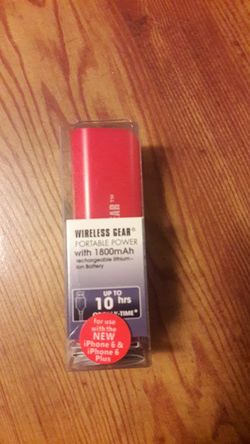 WIRELESS GEAR®
PORTABLE POWER
with 1800mAh
rechargeable lithium-
ion Battery
UP TO
10 hrs
for use
with the
NEW
iPhone 6 &
iPhone 6
Plus